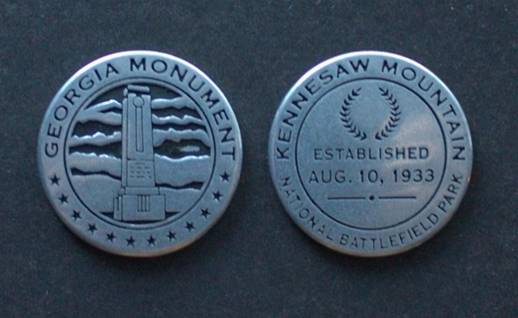 GEORGIA MONUMENT
KENNESAW MOUNTAIN
ESTABLISHED
AUG. 10, 1933
NATIONAL BATTLEFIELD PARK